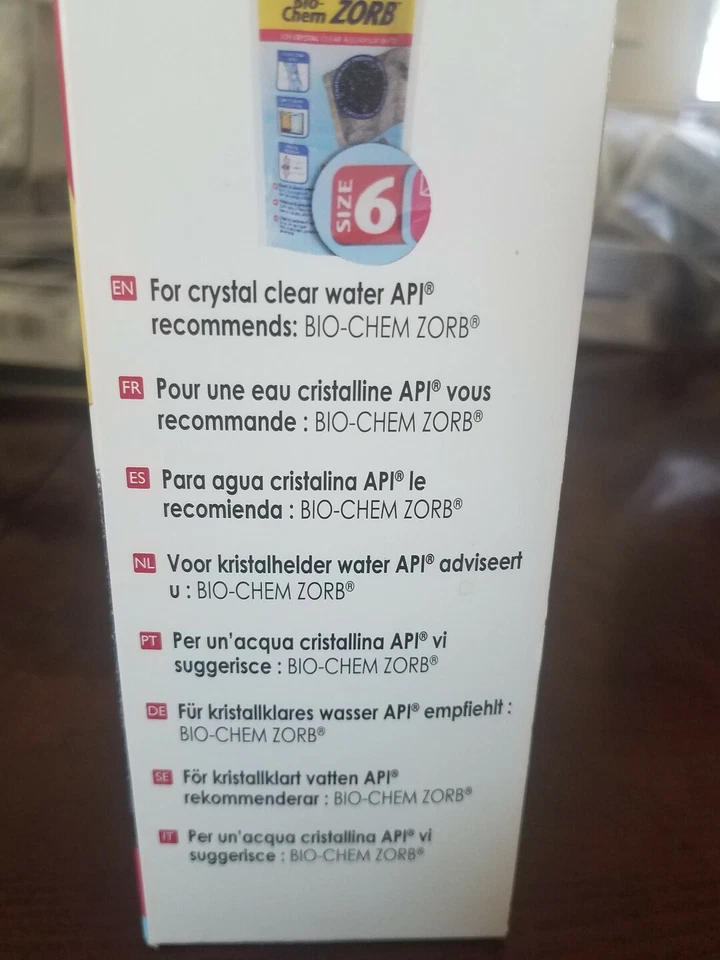 Bio-
Chem ZORB™
SIZE 6
EN For crystal clear water API®
recommends: BIO-CHEM ZORB®
FR Pour une eau cristalline API® vous
recommande : BIO-CHEM ZORB®
ES Para agua cristalina API® le
recomienda : BIO-CHEM ZORB®
NL Voor kristalhelder water API® adviseert
u : BIO-CHEM ZORB®
PT Per un'acqua cristallina API® vi
suggerisce : BIO-CHEM ZORB®
DE Für kristallklares wasser API® empfiehlt :
BIO-CHEM ZORB®
SE För kristallklart vatten API®
rekommenderar : BIO-CHEM ZORB®
IT Per un'acqua cristallina API® vi
suggerisce : BIO-CHEM ZORB®